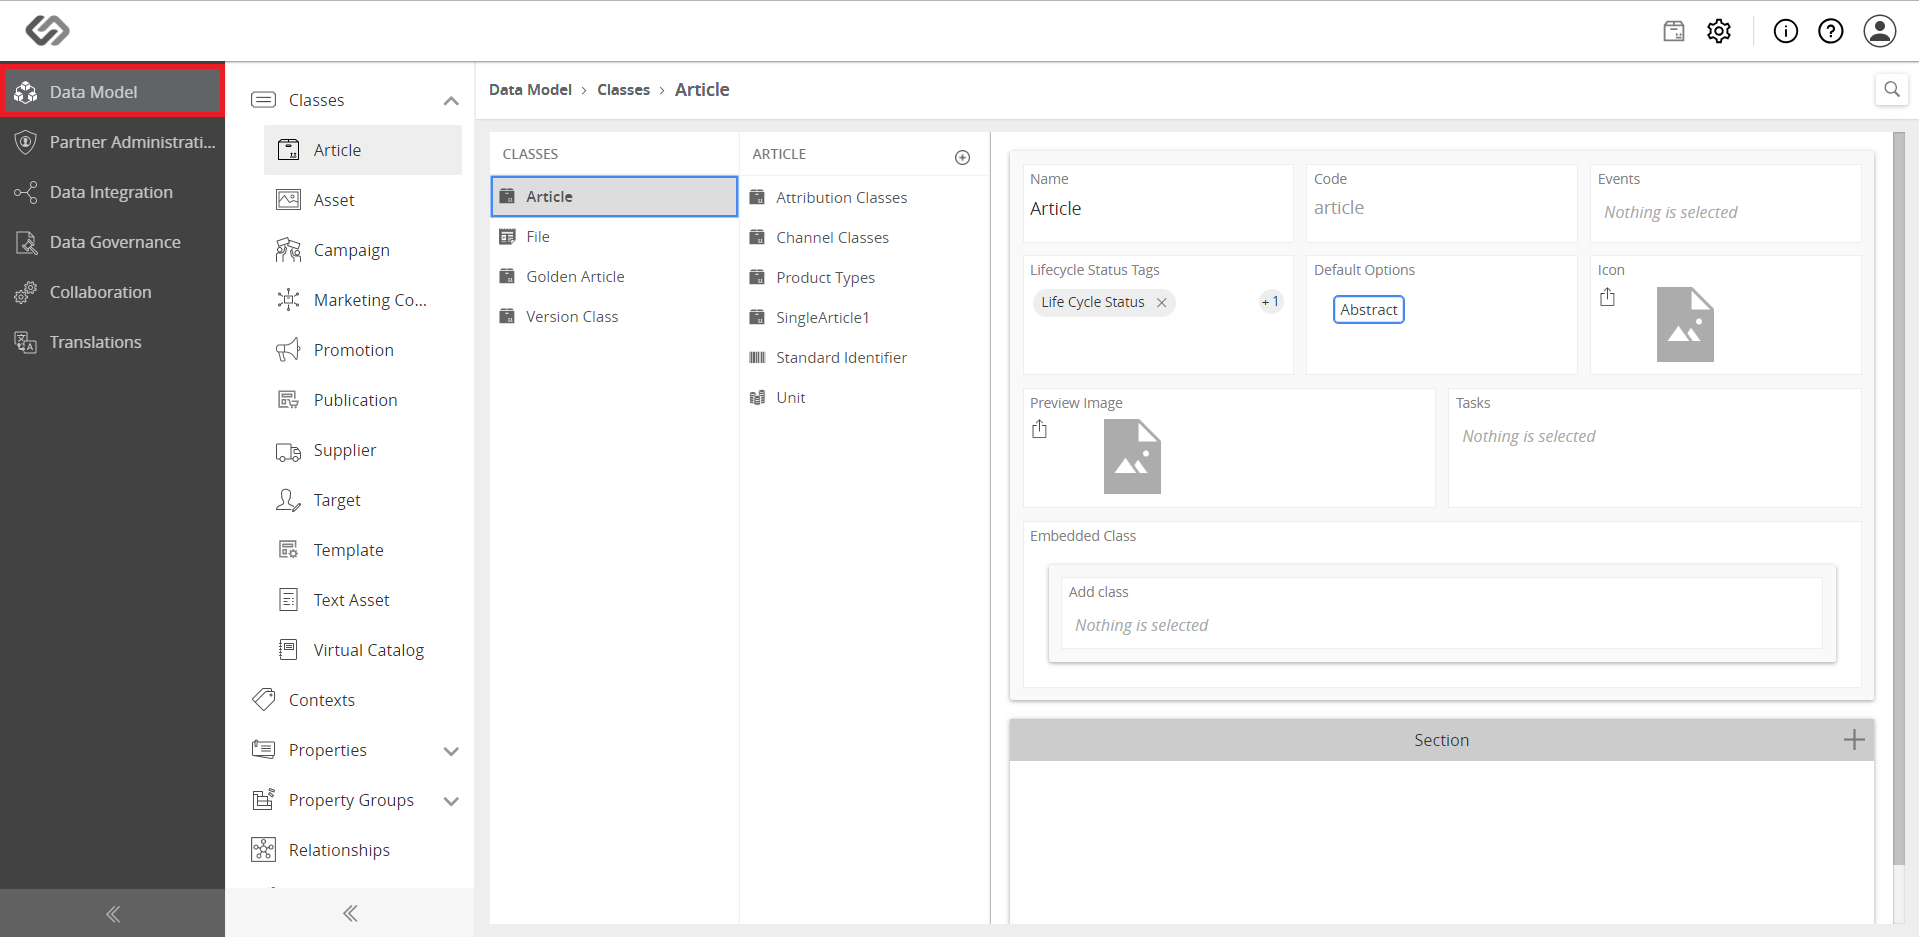 Data Model
Partner Administrati...
Data Integration
Data Governance
Collaboration
Translations
Classes
Article
Asset
Campaign
Marketing Co...
Promotion
Publication
Supplier
Target
Template
Text Asset
Virtual Catalog
Contexts
Properties
Property Groups
Relationships
Data Model > Classes > Article
CLASSES
Article
File
Golden Article
Version Class
ARTICLE
Attribution Classes
Channel Classes
Product Types
SingleArticle1
Standard Identifier
Unit
Name
Article
Code
article
Events
Nothing is selected
Lifecycle Status Tags
Life Cycle Status
+1
Default Options
Abstract
Icon
Preview Image
Tasks
Nothing is selected
Embedded Class
Add class
Nothing is selected
Section